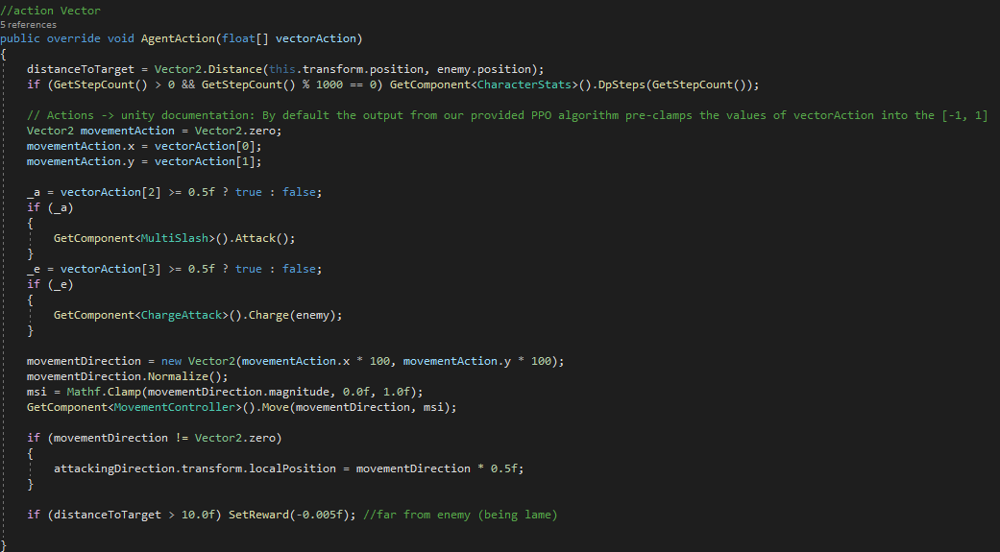 //action Vector
5 references
public override void AgentAction(float[] vectorAction)
{
distanceToTarget = Vector2.Distance(this.transform.position, enemy.position);
if (GetStepCount() > 0 && GetStepCount() % 1000 == 0) GetComponent<CharacterStats>().DpSteps(GetStepCount());
// Actions -> unity documentation: By default the output from our provided PPO algorithm pre-clamps the values of vectorAction into the [-1, 1]
Vector2 movementAction = Vector2.zero;
movementAction.x = vectorAction[0];
movementAction.y = vectorAction[1];
_a = vectorAction[2] >= 0.5f ? true : false;
if (_a)
{
GetComponent<MultiSlash>().Attack();
}
_e = vectorAction[3] >= 0.5f ? true : false;
if (_e)
{
GetComponent<ChargeAttack>().Charge(enemy);
}
movementDirection = new Vector2(movementAction.x * 100, movementAction.y * 100);
movementDirection.Normalize();
msi = Mathf.Clamp(movementDirection.magnitude, 0.0f, 1.0f);
GetComponent<MovementController>().Move(movementDirection, msi);
if (movementDirection != Vector2.zero)
{
attackingDirection.transform.localPosition = movementDirection * 0.5f;
}
if (distanceToTarget > 10.0f) SetReward(-0.005f); //far from enemy (being lame)
}